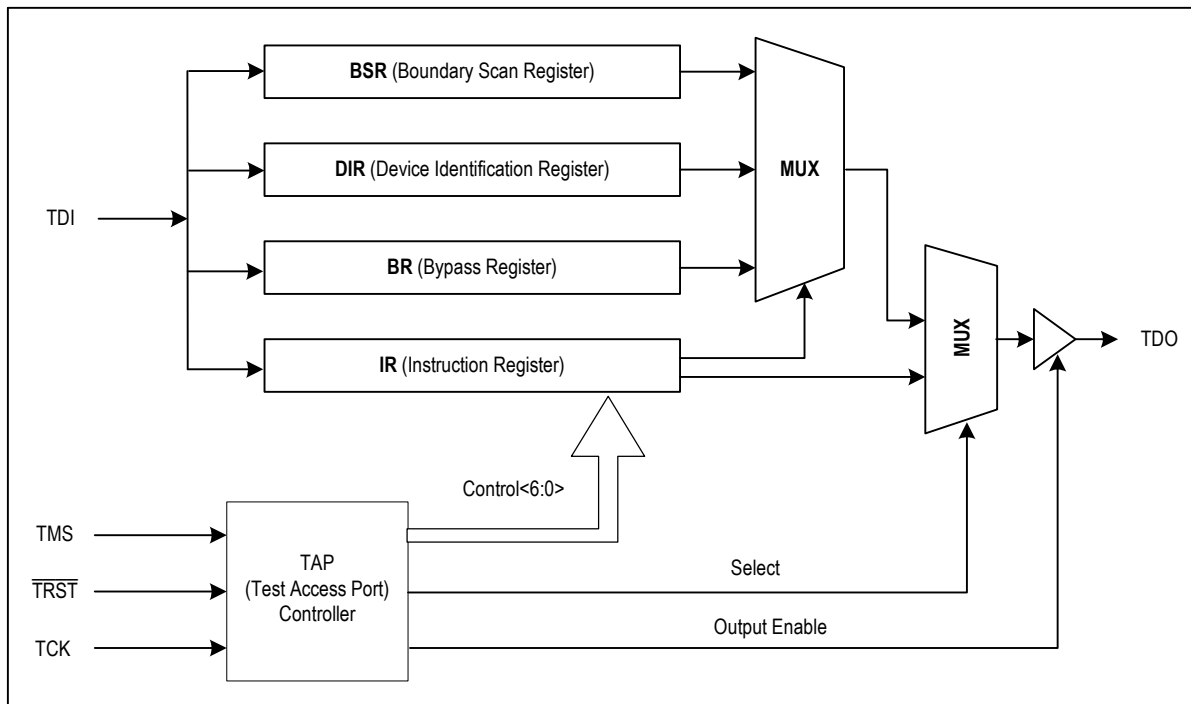 BSR (Boundary Scan Register)
DIR (Device Identification Register)
MUX
TDI
BR (Bypass Register)
MUX
TDO
IR (Instruction Register)
Control<6:0>
TMS
TAP
(Test Access Port)
Controller
Select
TRST
Output Enable
TCK